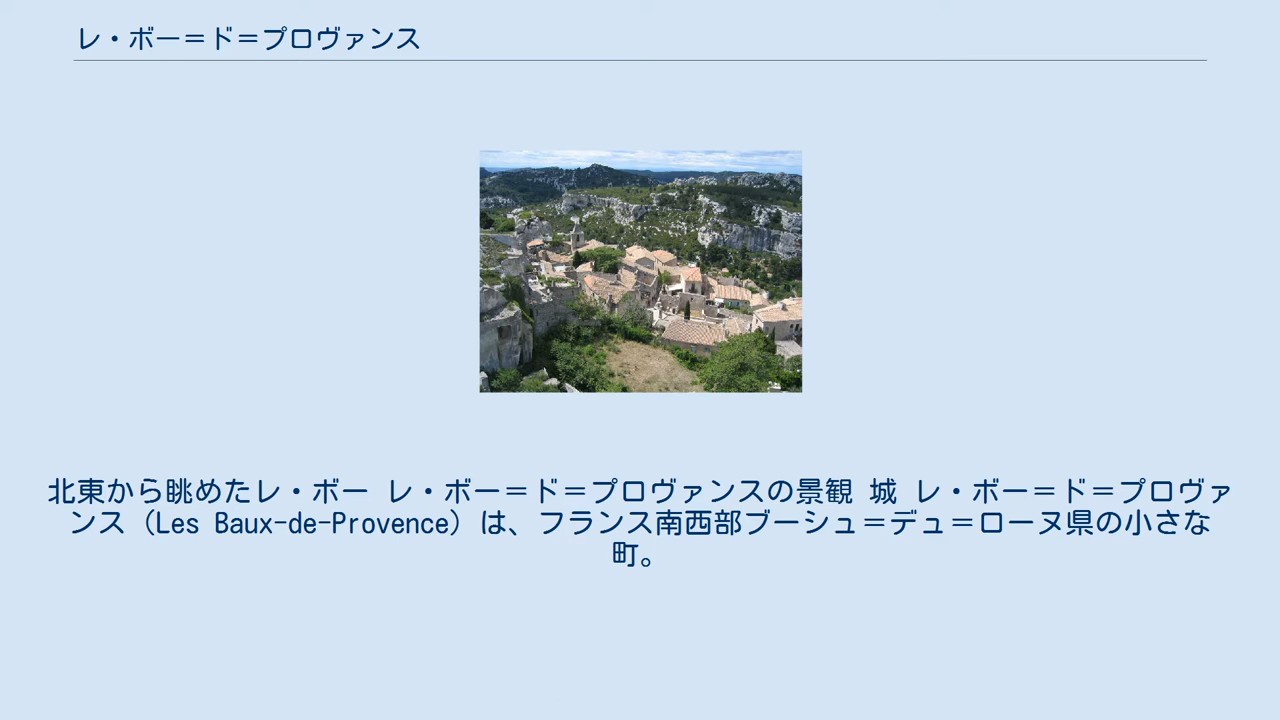 レ・ボー＝ド＝プロヴァンス
北東から眺めたレ・ボー レ・ボー＝ド＝プロヴァンスの景観 城 レ・ボー＝ド＝プロヴァ
ンス（Les Baux-de-Provence）は、フランス南西部ブーシュ＝デュ＝ローヌ県の小さな
町。